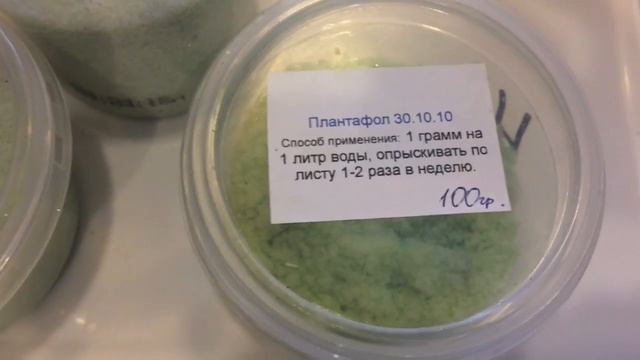 Плантафол 30.10.10
Способ применения: 1 грамм на
1 литр воды, опрыскивать по
листу 1-2 раза в неделю.
100гр.